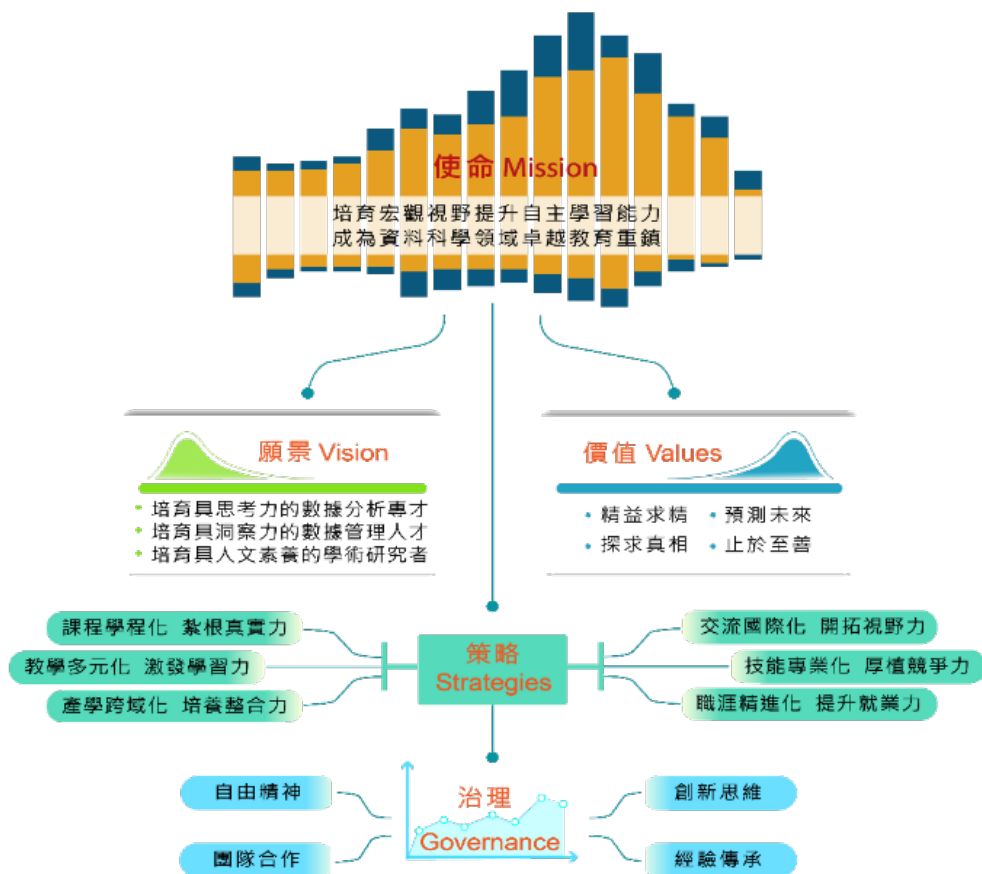 使命 Mission
培育宏觀視野提升自主學習能力
成為資料科學領域卓越教育重鎮
願景 Vision
培育具思考力的數據分析專才
培育具洞察力的數據管理人才
培育具人文素養的學術研究者
價值 Values
精益求精
預測未來
探求真相
止於至善
課程學程化 紮根真實力
教學多元化 激發學習力
產學跨域化 培養整合力
策略
Strategies
交流國際化 開拓視野力
技能專業化 厚植競爭力
職涯精進化 提升就業力
自由精神
團隊合作
治理
Governance
創新思維
經驗傳承